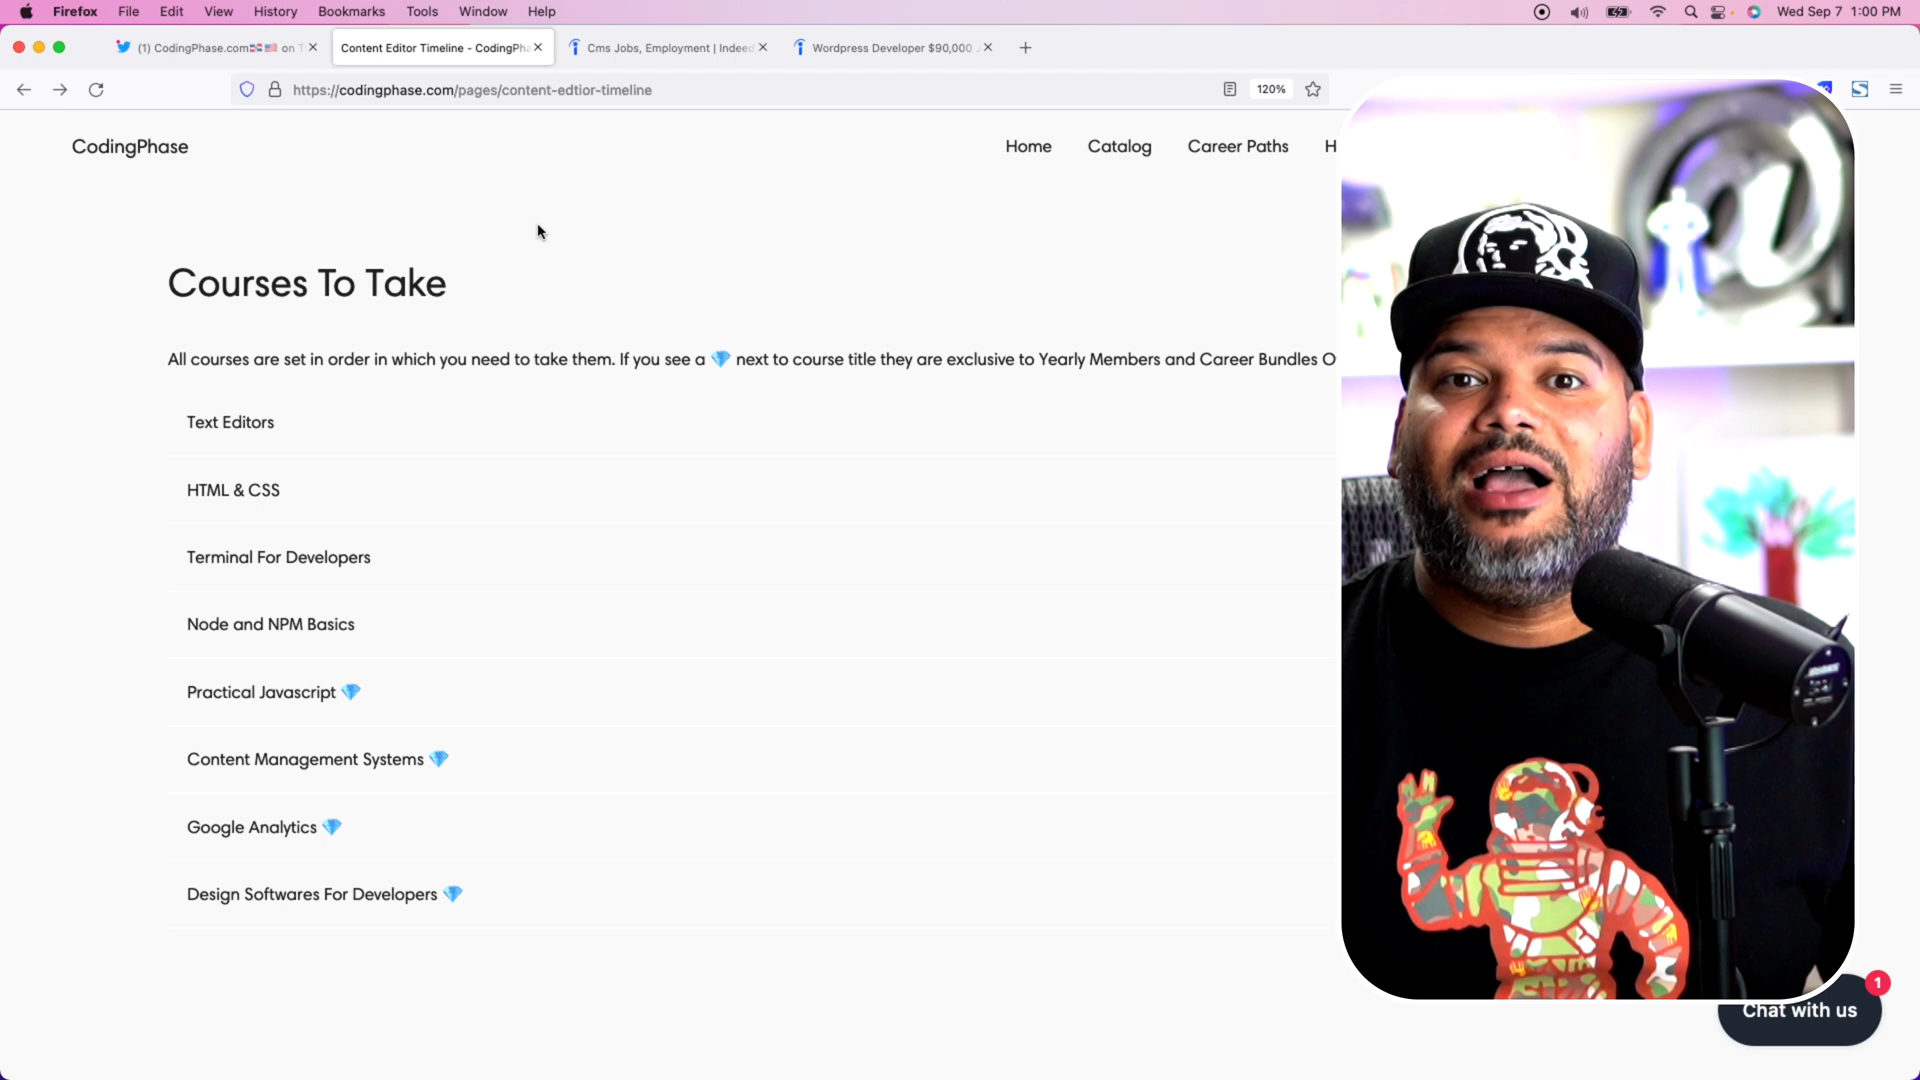 Firefox File Edit View History Bookmarks Tools Window Help Wed Sep 7 1:00 PM
(1) CodingPhase.com on T
Content Editor Timeline - CodingPha
Cms Jobs, Employment | Indeed
Wordpress Developer $90,000
https://codingphase.com/pages/content-edtior-timeline
120%
CodingPhase
Home Catalog Career Paths H
Courses To Take
All courses are set in order in which you need to take them. If you see a 💎 next to course title they are exclusive to Yearly Members and Career Bundles O
Text Editors
HTML & CSS
Terminal For Developers
Node and NPM Basics
Practical Javascript 💎
Content Management Systems 💎
Google Analytics 💎
Design Softwares For Developers 💎
1
Chat with us